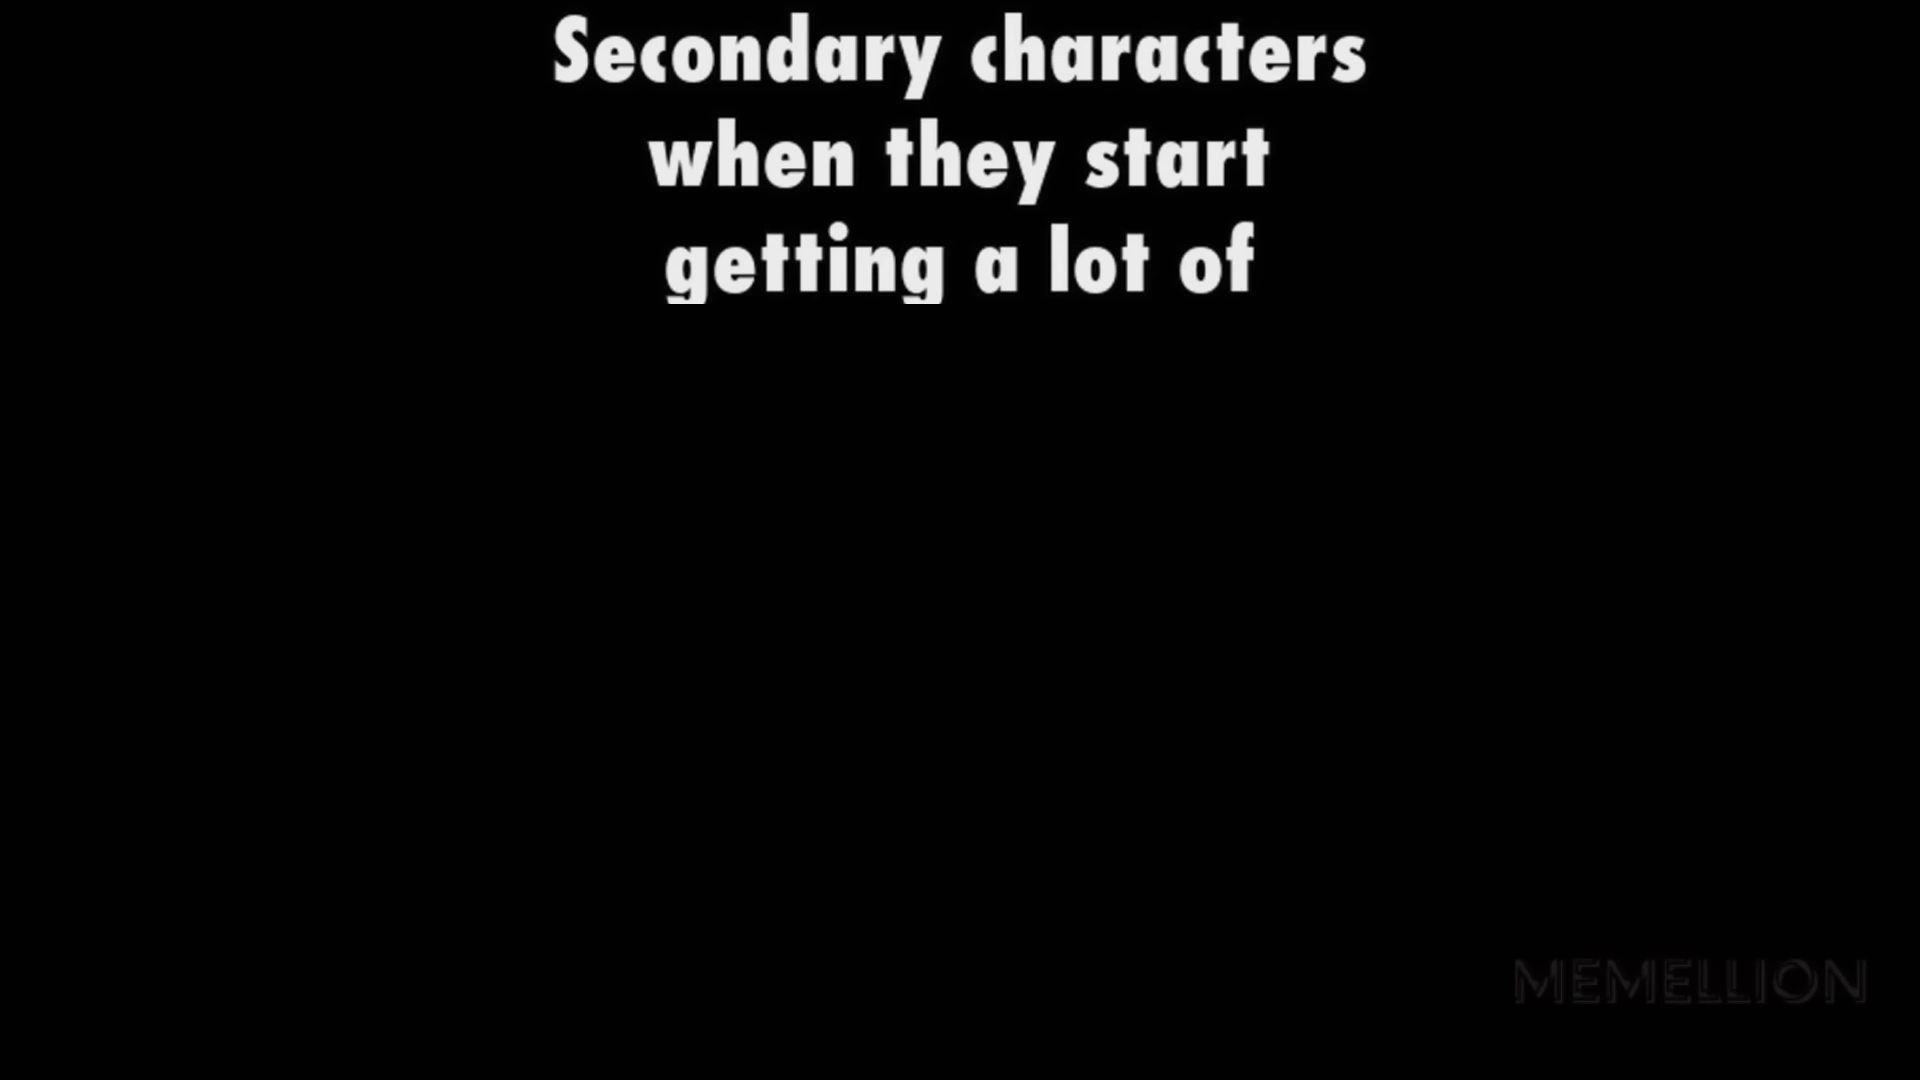 Secondary characters
when they start
getting a lot of
MEMELLION